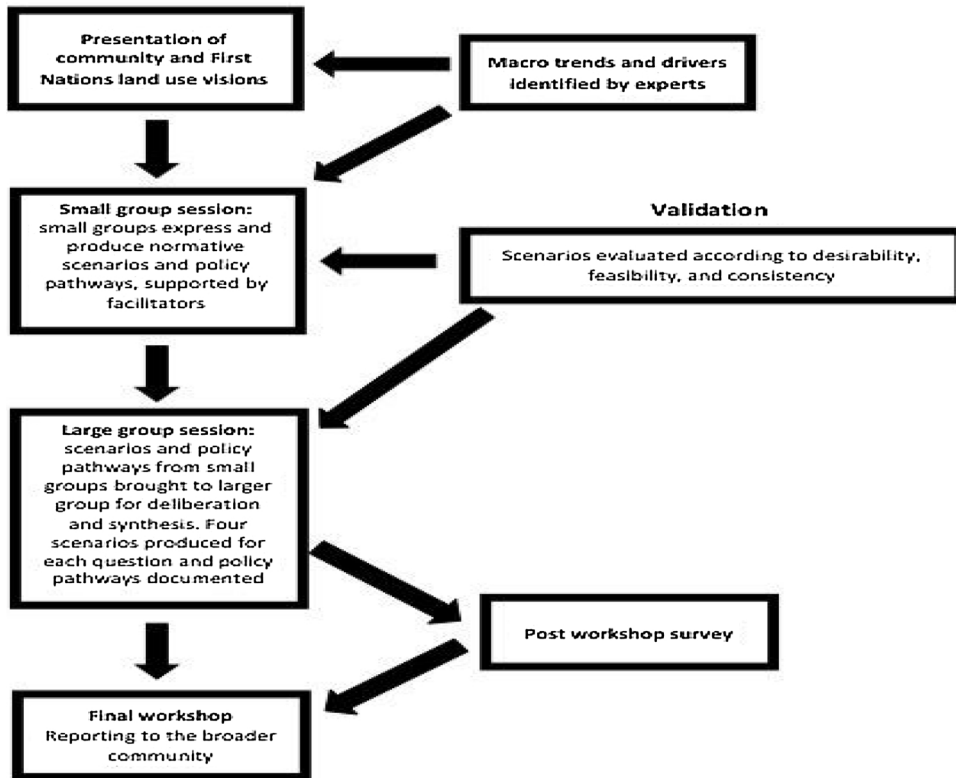 Presentation of
community and First
Nations land use visions
Macro trends and drivers
identified by experts
Small group session:
small groups express and
produce normative
scenarios and policy
pathways, supported by
facilitators
Validation
Scenarios evaluated according to desirability,
feasibility, and consistency
Large group session:
scenarios and policy
pathways from small
groups brought to larger
group for deliberation
and synthesis. Four
scenarios produced for
each question and policy
pathways documented
Post workshop survey
Final workshop
Reporting to the broader
community